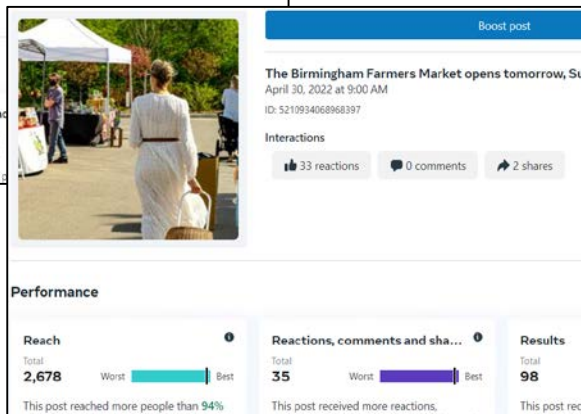 Boost post
The Birmingham Farmers Market opens tomorrow, Su
April 30, 2022 at 9:00 AM
ID: 5210934068968397
Interactions
33 reactions
0 comments
2 shares
Performance
Reach
Total
2,678
Worst
Best
This post reached more people than 94%
Reactions, comments and sha...
Total
35
Worst
Best
This post received more reactions,
Results
Total
98
This post rec